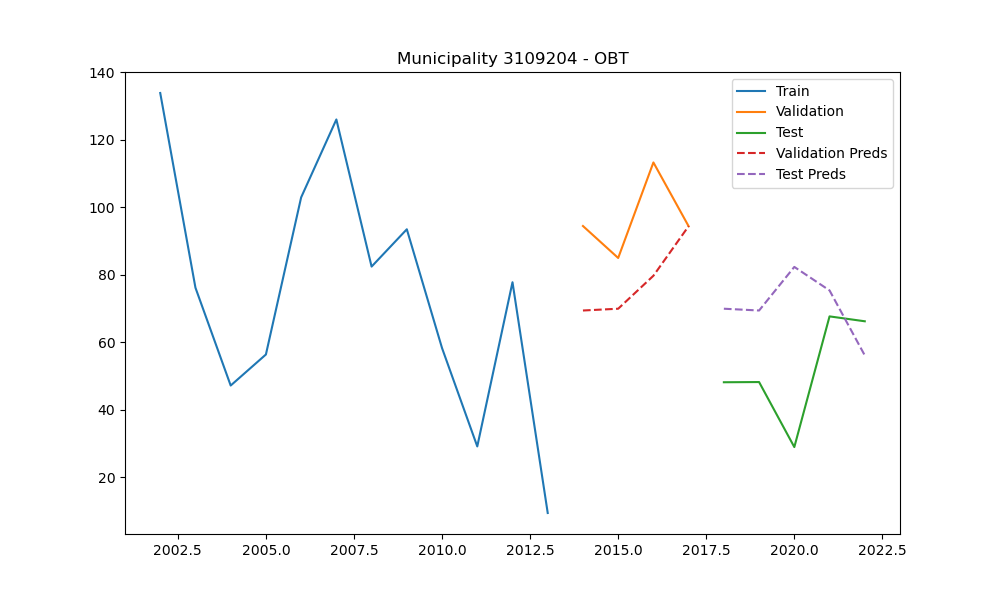 Municipality 3109204 - OBT
140
120
100
80
60
40
20
Train
Validation
Test
Validation Preds
Test Preds
2002.5 2005.0 2007.5 2010.0 2012.5 2015.0 2017.5 2020.0 2022.5